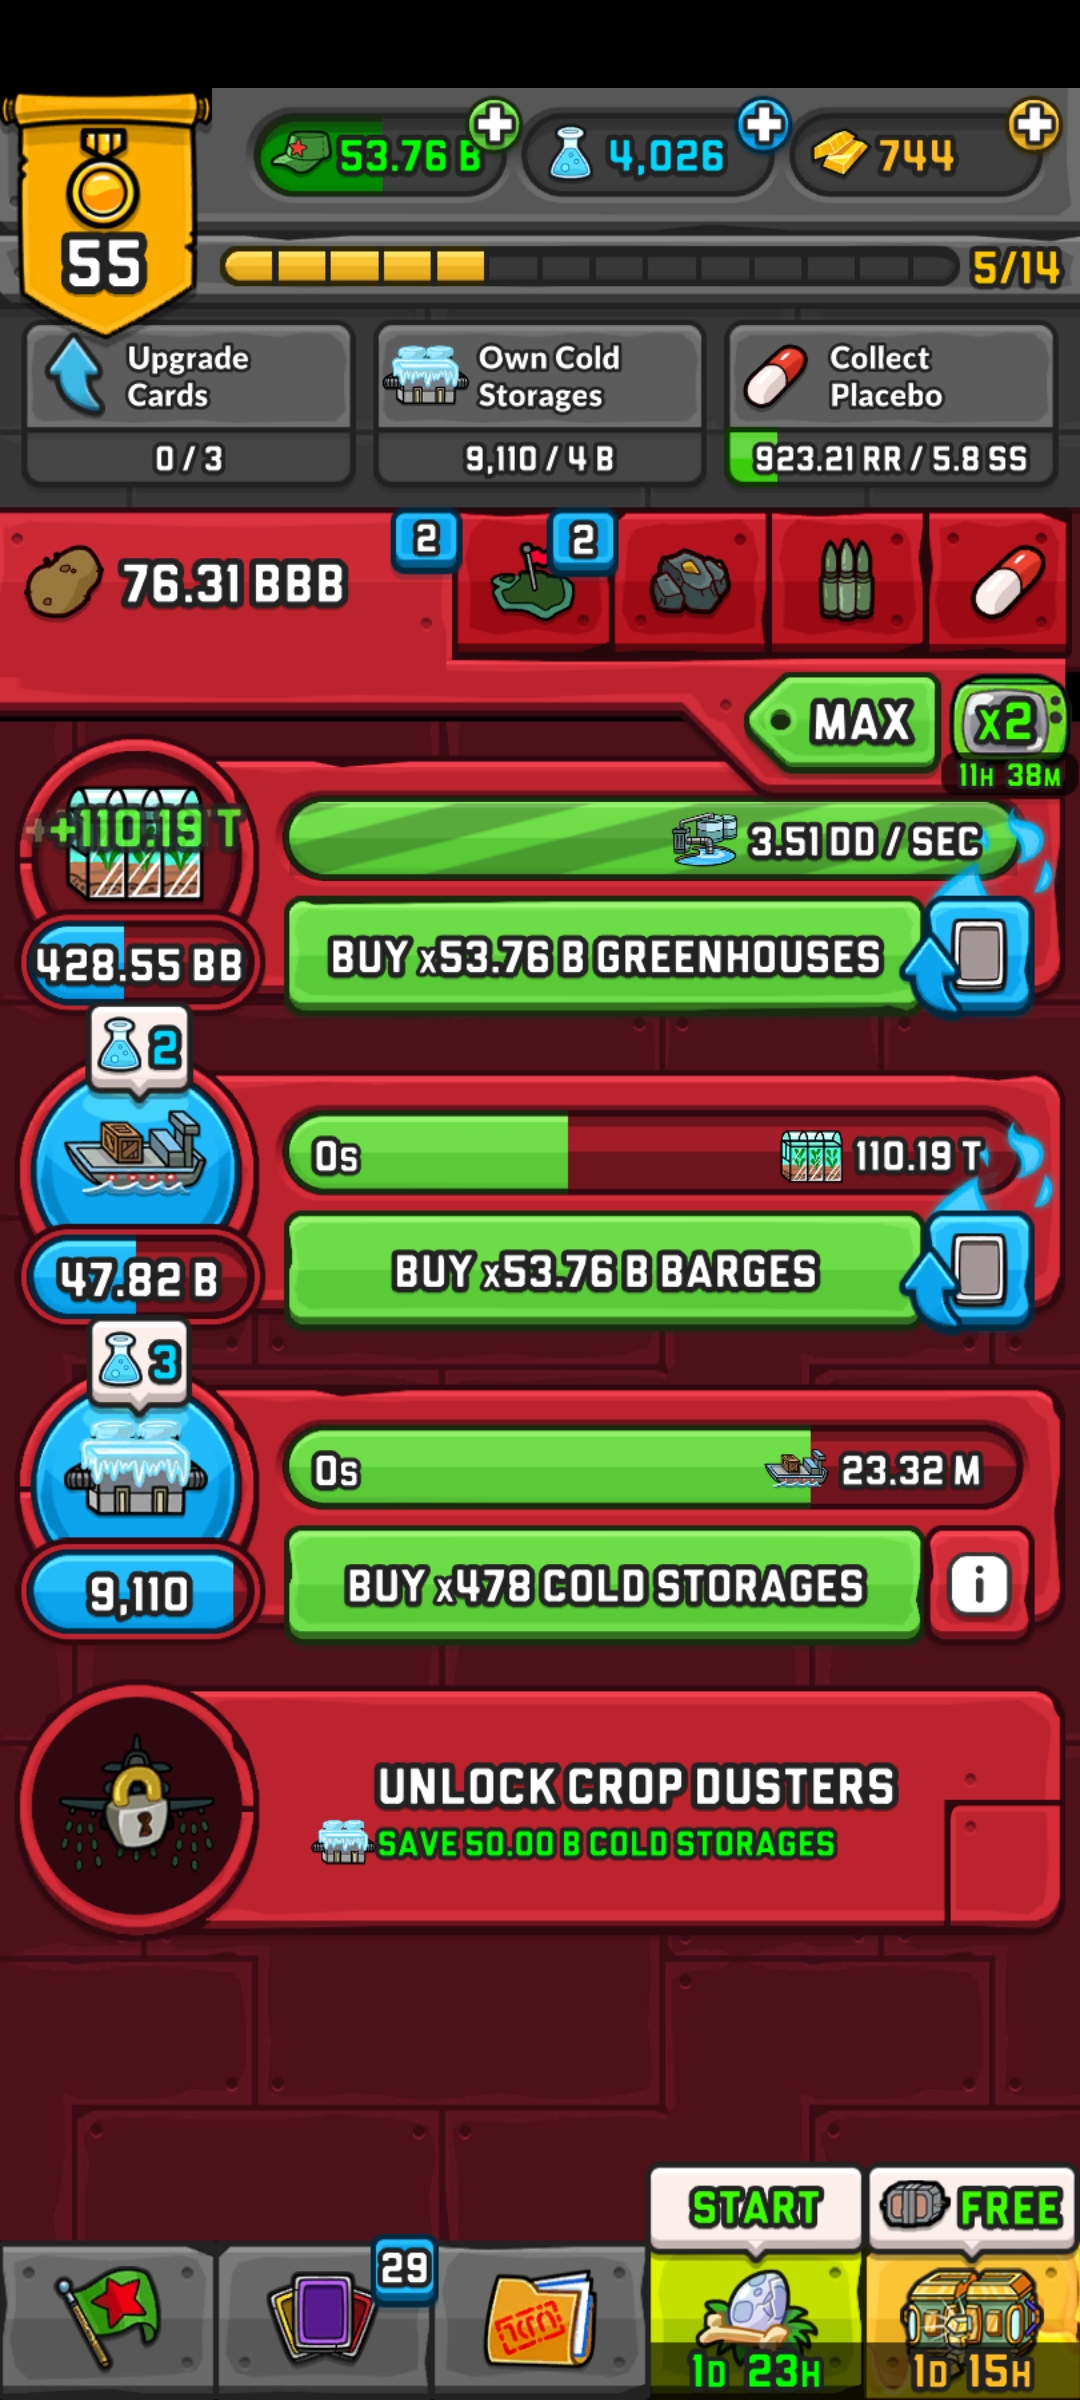 53.76 B
4,026
744
55
5/14
Upgrade
Cards
0 / 3
Own Cold
Storages
9,110 / 4 B
Collect
Placebo
923.21 RR / 5.8 SS
76.31 BBB
2
2
MAX
x2
11H 38M
+110.19 T
3.51 DD / SEC
428.55 BB
BUY x53.76 B GREENHOUSES
2
0s
110.19 T
47.82 B
BUY x53.76 B BARGES
3
0s
23.32 M
9,110
BUY x478 COLD STORAGES
i
UNLOCK CROP DUSTERS
SAVE 50.00 B COLD STORAGES
START
FREE
29
1D 23H
1D 15H